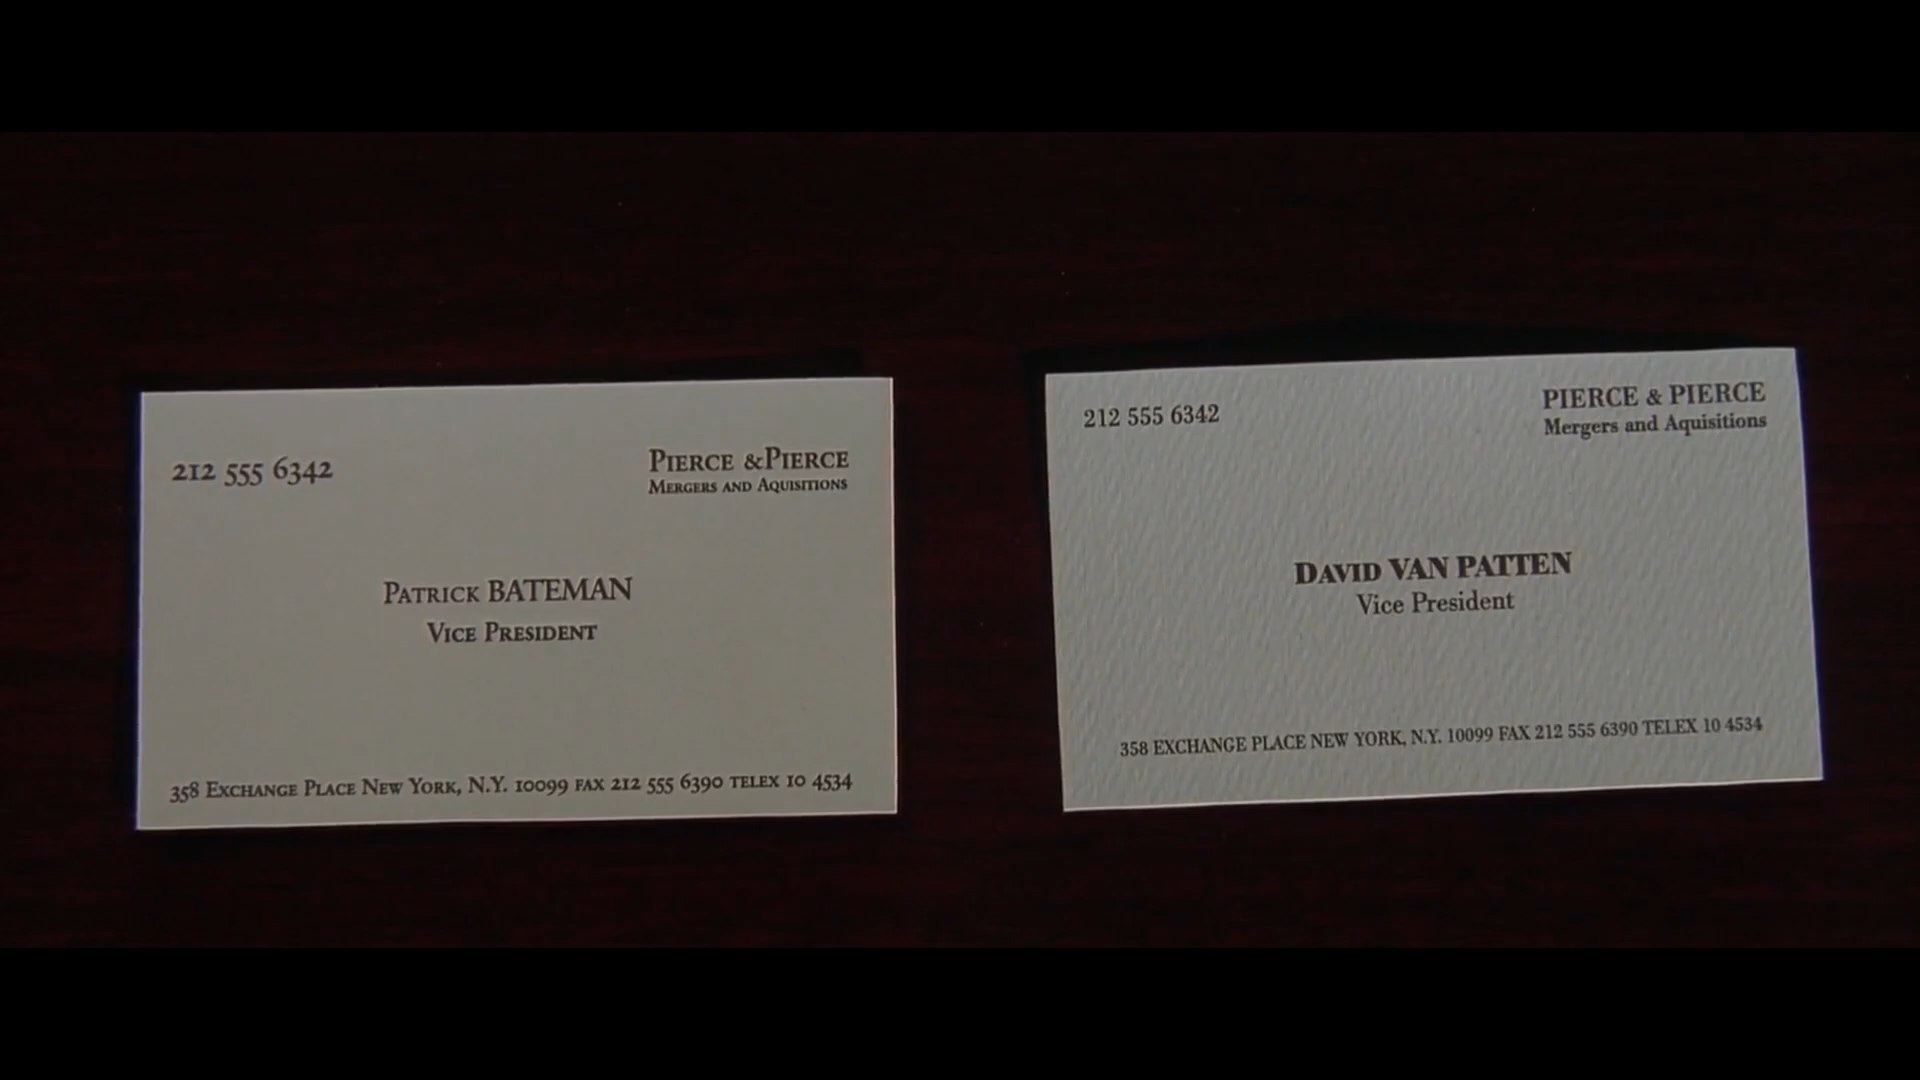 212 555 6342
PIERCE &PIERCE
MERGERS AND AQUISITIONS
PATRICK BATEMAN
VICE PRESIDENT
358 EXCHANGE PLACE NEW YORK, N.Y. 10099 FAX 212 555 6390 TELEX 10 4534
212 555 6342
PIERCE & PIERCE
Mergers and Aquisitions
DAVID VAN PATTEN
Vice President
358 EXCHANGE PLACE NEW YORK, N.Y. 10099 FAX 212 555 6390 TELEX 10 4534